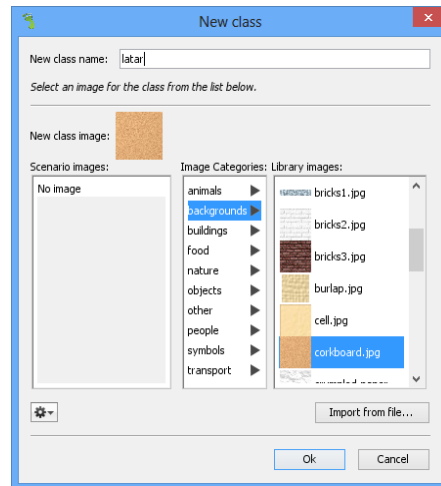 New class
New class name: latar
Select an image for the class from the list below.
New class image:
Scenario images:
No image
Image Categories:
animals
backgrounds
buildings
food
nature
objects
other
people
symbols
transport
Library images:
bricks1.jpg
bricks2.jpg
bricks3.jpg
burlap.jpg
cell.jpg
corkboard.jpg
Import from file...
Ok
Cancel